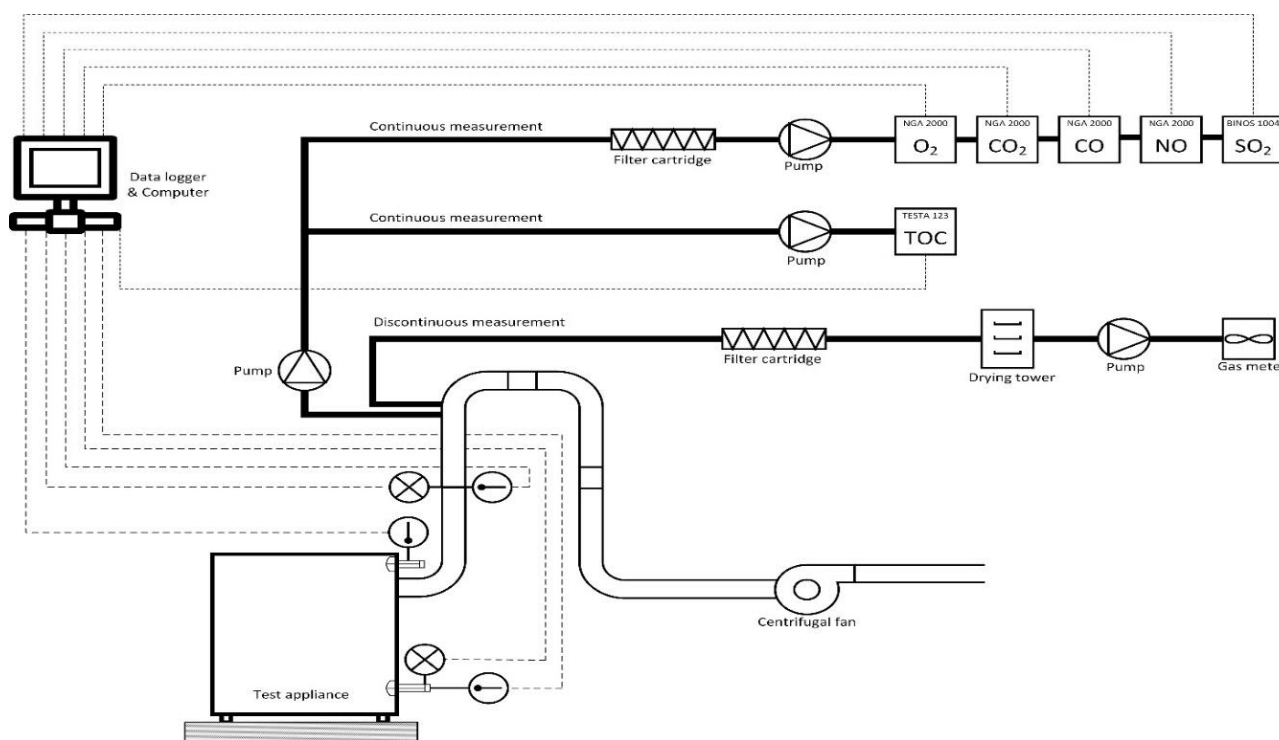 NGA 2000
O₂
NGA 2000
CO₂
NGA 2000
CO
NGA 2000
NO
BINOS 1004
SO₂
Continuous measurement
Filter cartridge
Pump
Data logger
& Computer
Continuous measurement
Pump
TESTA 123
TOC
Discontinuous measurement
Filter cartridge
Drying tower
Pump
Gas mete
Pump
Centrifugal fan
Test appliance